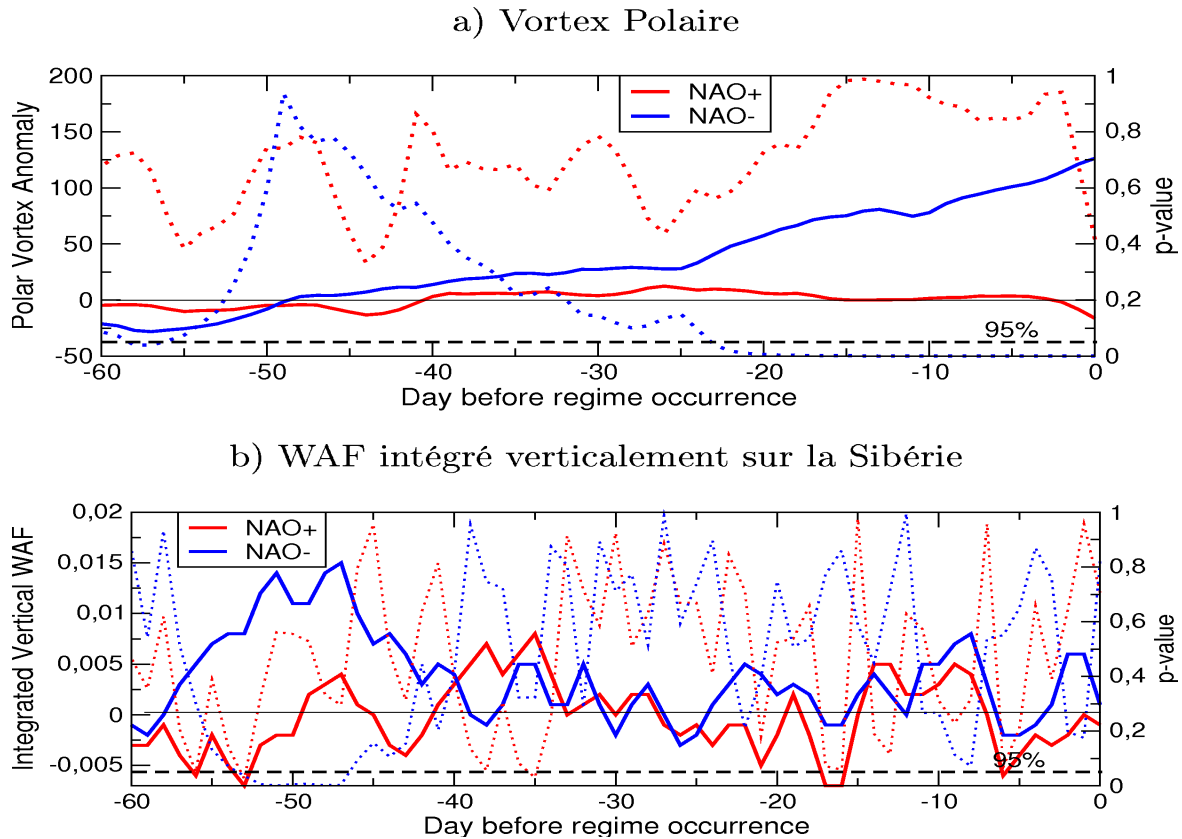 a) Vortex Polaire
200
150
100
50
0
-50
Polar Vortex Anomaly
NAO+
NAO-
95%
1
0,8
0,6
0,4
0,2
0
p-value
-60 -50 -40 -30 -20 -10 0
Day before regime occurrence
b) WAF intégré verticalement sur la Sibérie
0,02
0,015
0,01
0,005
0
-0,005
Integrated Vertical WAF
NAO+
NAO-
95%
1
0,8
0,6
0,4
0,2
0
p-value
-60 -50 -40 -30 -20 -10 0
Day before regime occurrence